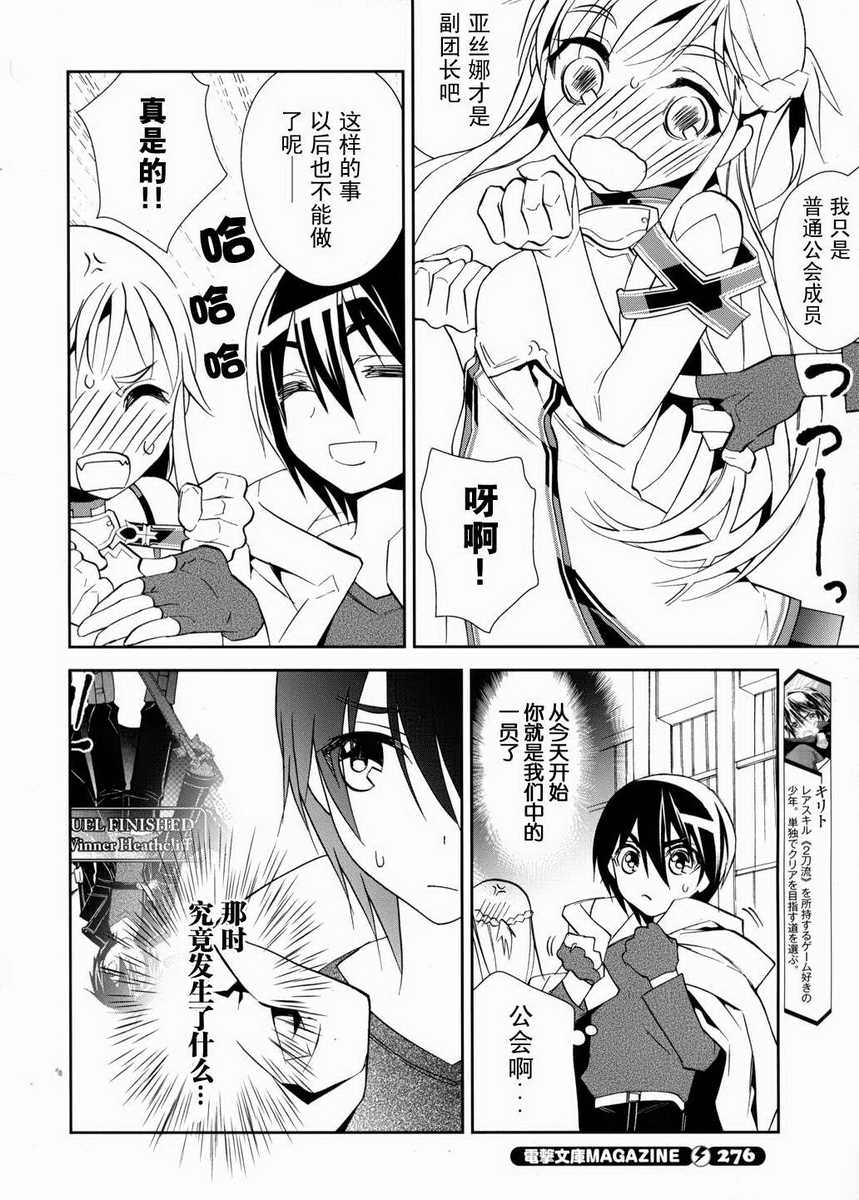 我只是
普通公会成员
亚丝娜才是
副团长吧
つつーっ
呀啊！
这样的事
以后也不能做
了呢——
真是的!!
哈
哈
哈
キリト
レアスキル《2刀流》を所持するゲーム好きの
少年。単独でクリアを目指す道を選ぶ。
从今天开始
你就是我们中的
一员了
公会啊…
UEL FINISHED
Winner Heathcliff
那时
究竟发生了什么…
電撃文庫MAGAZINE 276